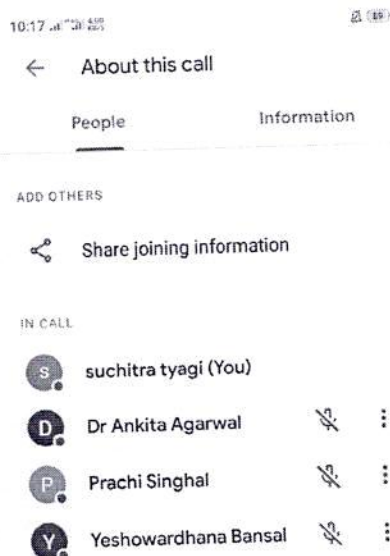 10:17
About this call
People
Information
ADD OTHERS
Share joining information
IN CALL
S suchitra tyagi (You)
D Dr Ankita Agarwal
P Prachi Singhal
Y Yeshowardhana Bansal